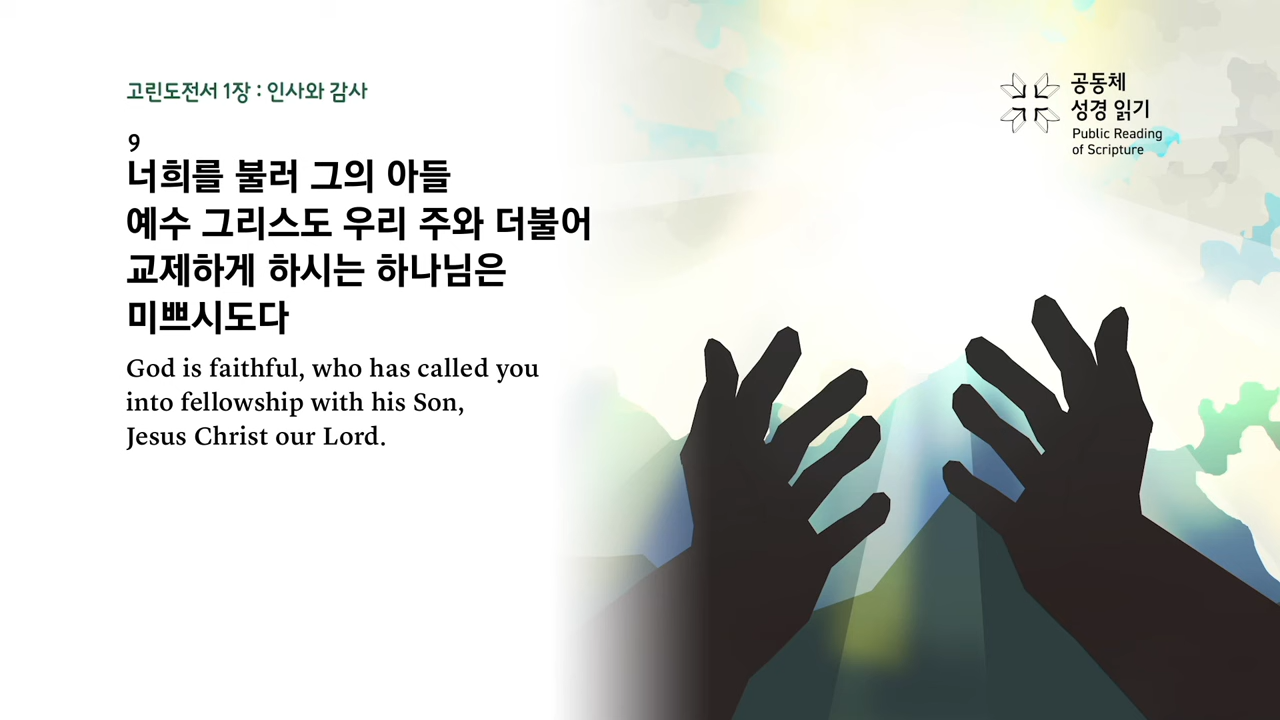 고린도전서 1장 : 인사와 감사
9
너희를 불러 그의 아들
예수 그리스도 우리 주와 더불어
교제하게 하시는 하나님은
미쁘시도다
God is faithful, who has called you
into fellowship with his Son,
Jesus Christ our Lord.
공동체
성경 읽기
Public Reading
of Scripture